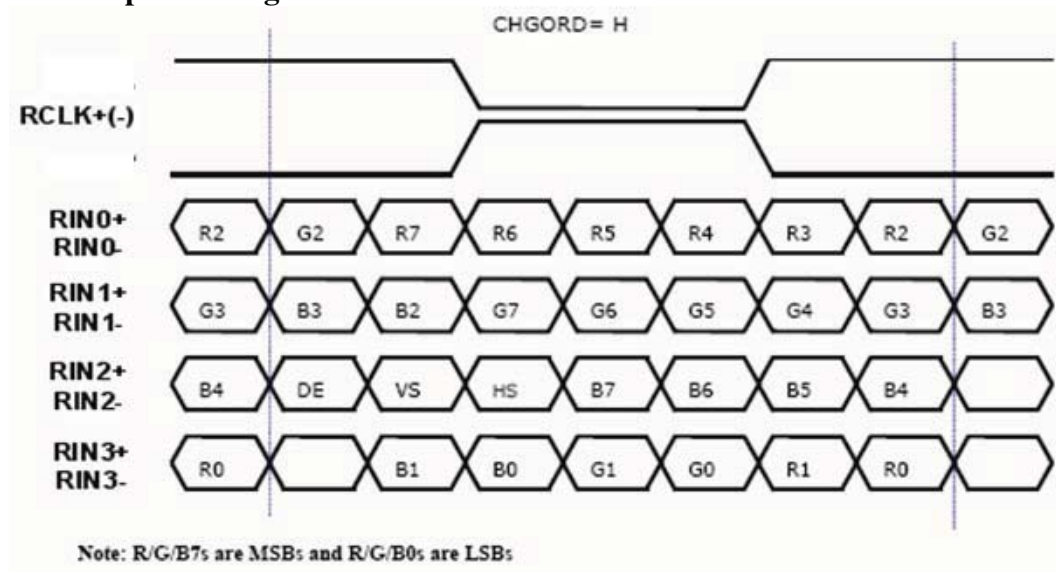 CHGORD= H
RCLK+(-)
RIN0+
RIN0-
R2 G2 R7 R6 R5 R4 R3 R2 G2
RIN1+
RIN1-
G3 B3 B2 G7 G6 G5 G4 G3 B3
RIN2+
RIN2-
B4 DE VS HS B7 B6 B5 B4
RIN3+
RIN3-
R0 B1 B0 G1 G0 R1 R0
Note: R/G/B7s are MSBs and R/G/B0s are LSBs